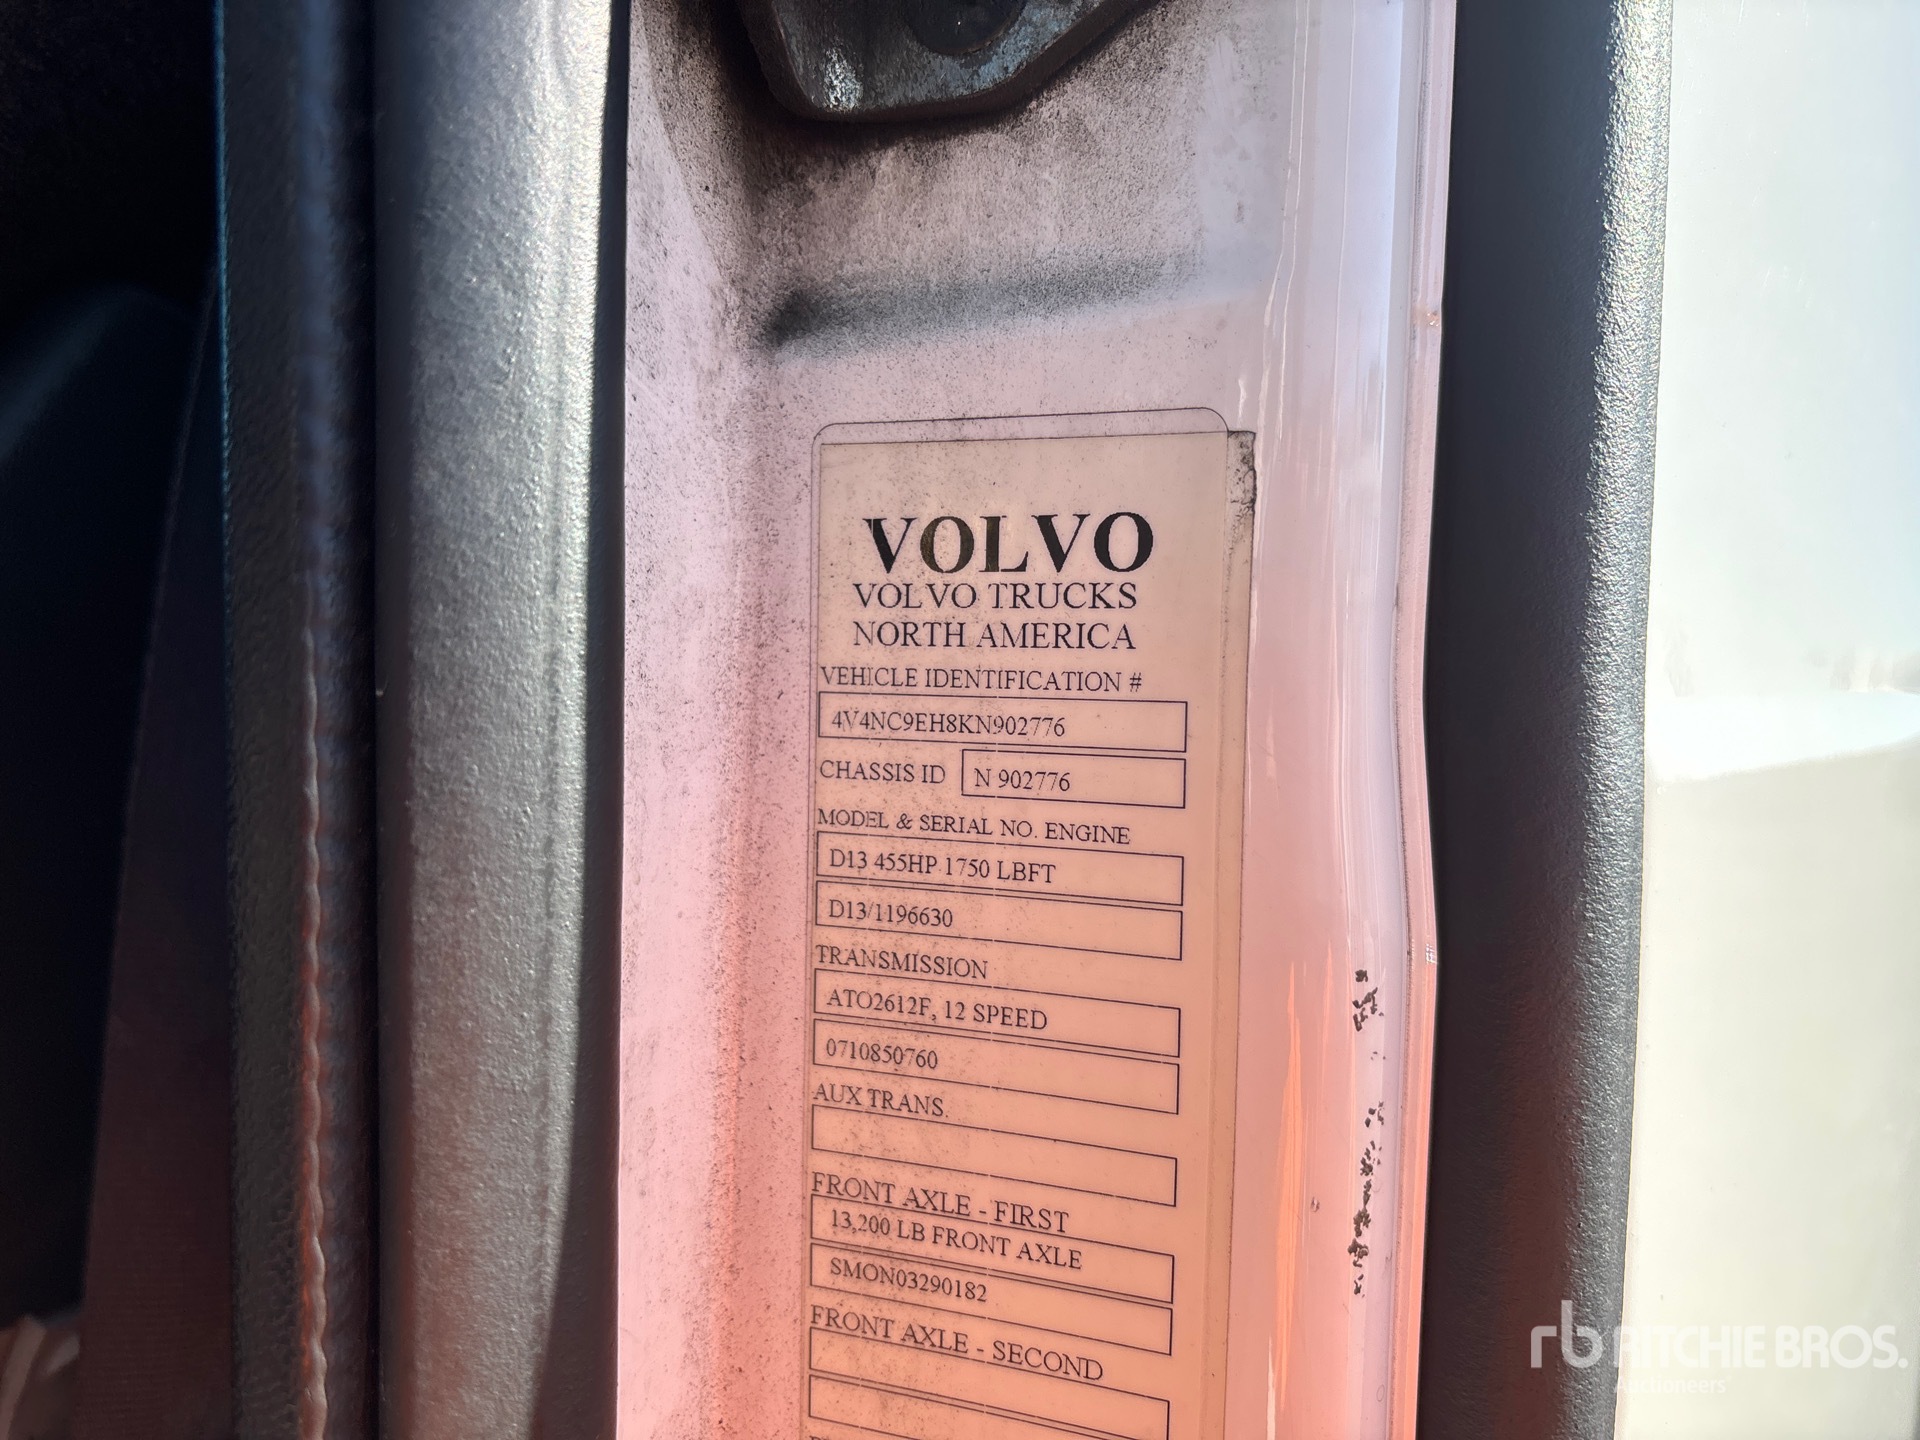 VOLVO
VOLVO TRUCKS
NORTH AMERICA
VEHICLE IDENTIFICATION #
4V4NC9EH8KN902776
CHASSIS ID N 902776
MODEL & SERIAL NO. ENGINE
D13 455HP 1750 LBFT
D13/1196630
TRANSMISSION
ATO2612F, 12 SPEED
0710850760
AUX TRANS.
FRONT AXLE - FIRST
13,200 LB FRONT AXLE
SMON03290182
FRONT AXLE - SECOND
rb RITCHIE BROS.
Auctioneers